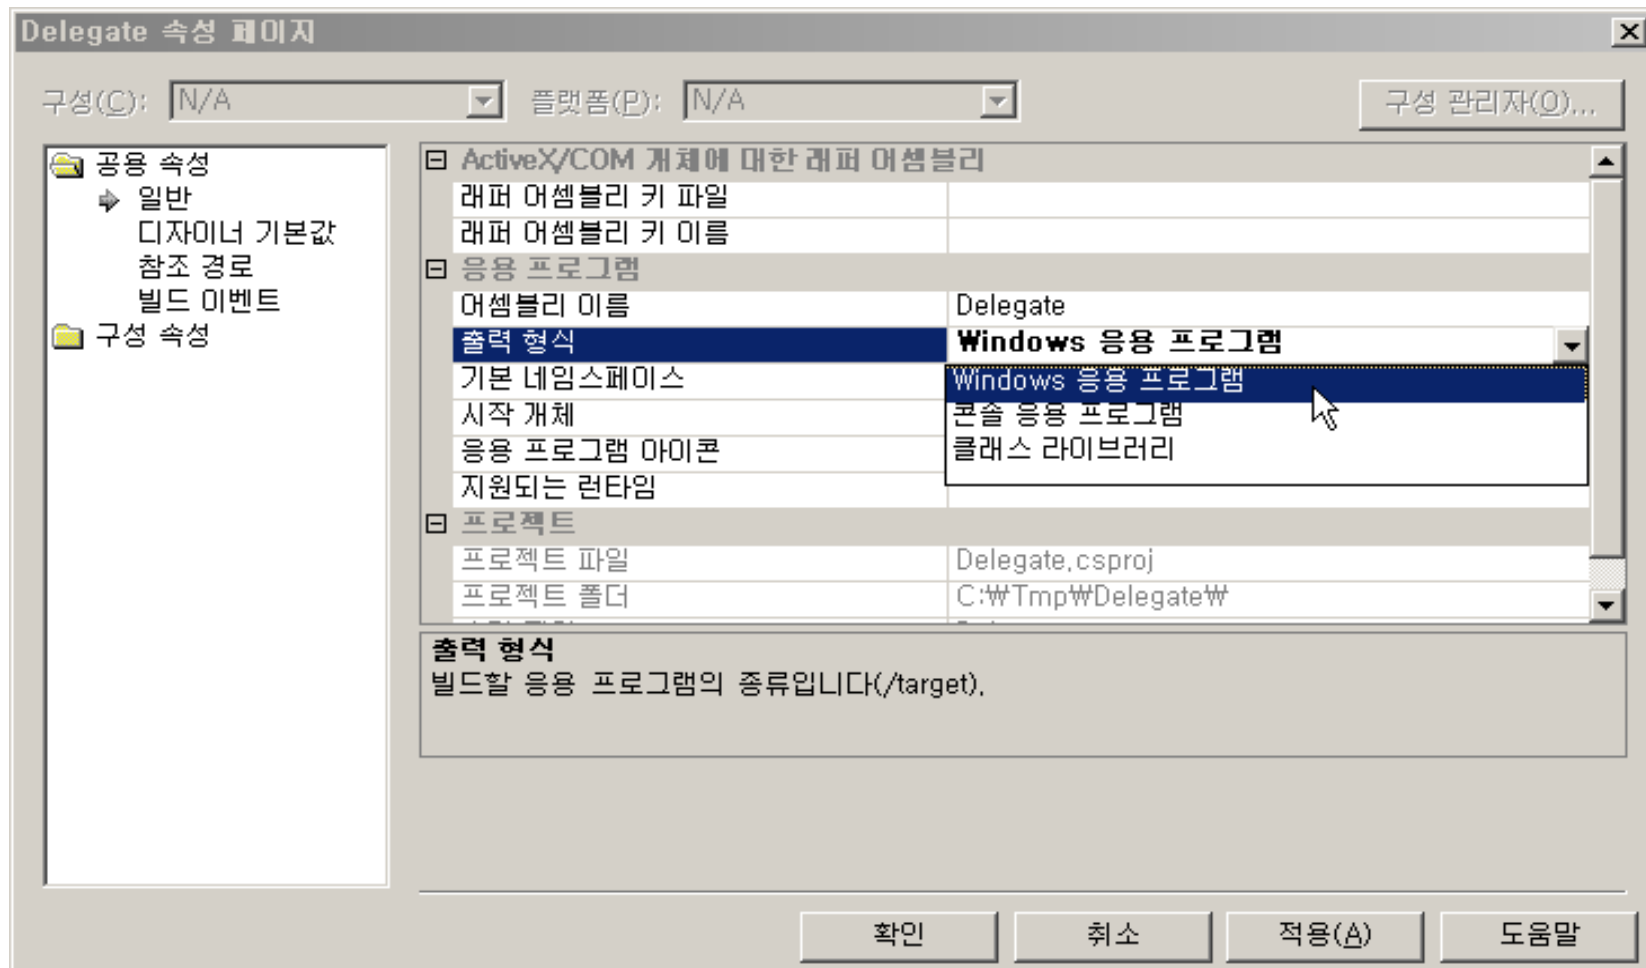 Delegate 속성 페이지
구성(C): N/A 플랫폼(P): N/A 구성 관리자(O)...
공용 속성
일반
디자이너 기본값
참조 경로
빌드 이벤트
구성 속성
ActiveX/COM 개체에 대한 래퍼 어셈블리
래퍼 어셈블리 키 파일
래퍼 어셈블리 키 이름
응용 프로그램
어셈블리 이름 Delegate
출력 형식 Windows 응용 프로그램
기본 네임스페이스 Windows 응용 프로그램
시작 개체 콘솔 응용 프로그램
응용 프로그램 아이콘 클래스 라이브러리
지원되는 런타임
프로젝트
프로젝트 파일 Delegate.csproj
프로젝트 폴더 C:₩Tmp₩Delegate₩
출력 형식
빌드할 응용 프로그램의 종류입니다(/target).
확인 취소 적용(A) 도움말